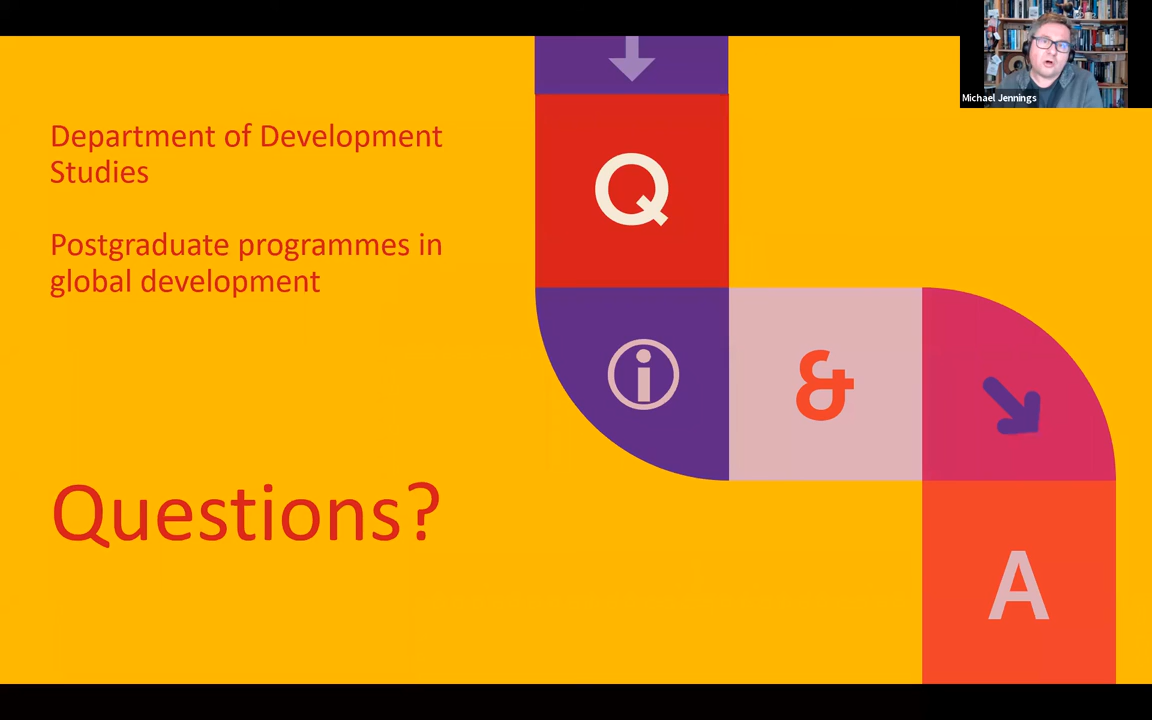 Department of Development
Studies
Postgraduate programmes in
global development
Questions?
Q
i
&
A
Michael Jennings